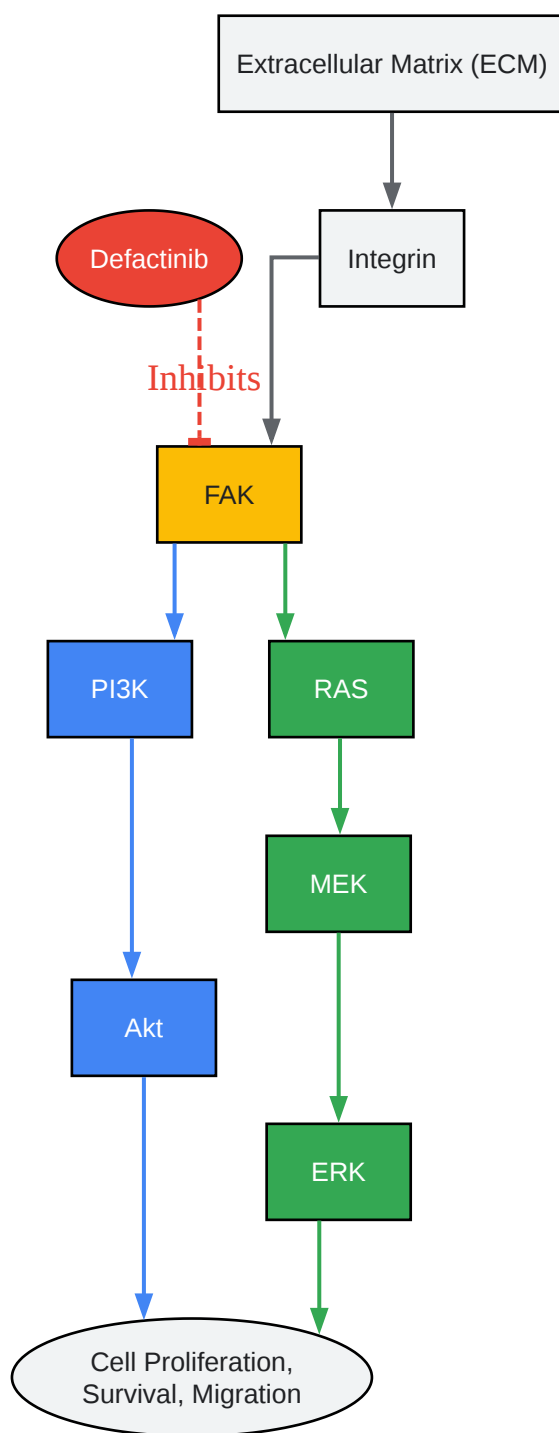 Extracellular Matrix (ECM)
Defactinib
Integrin
Inhibits
FAK
PI3K
RAS
MEK
Akt
ERK
Cell Proliferation,
Survival, Migration